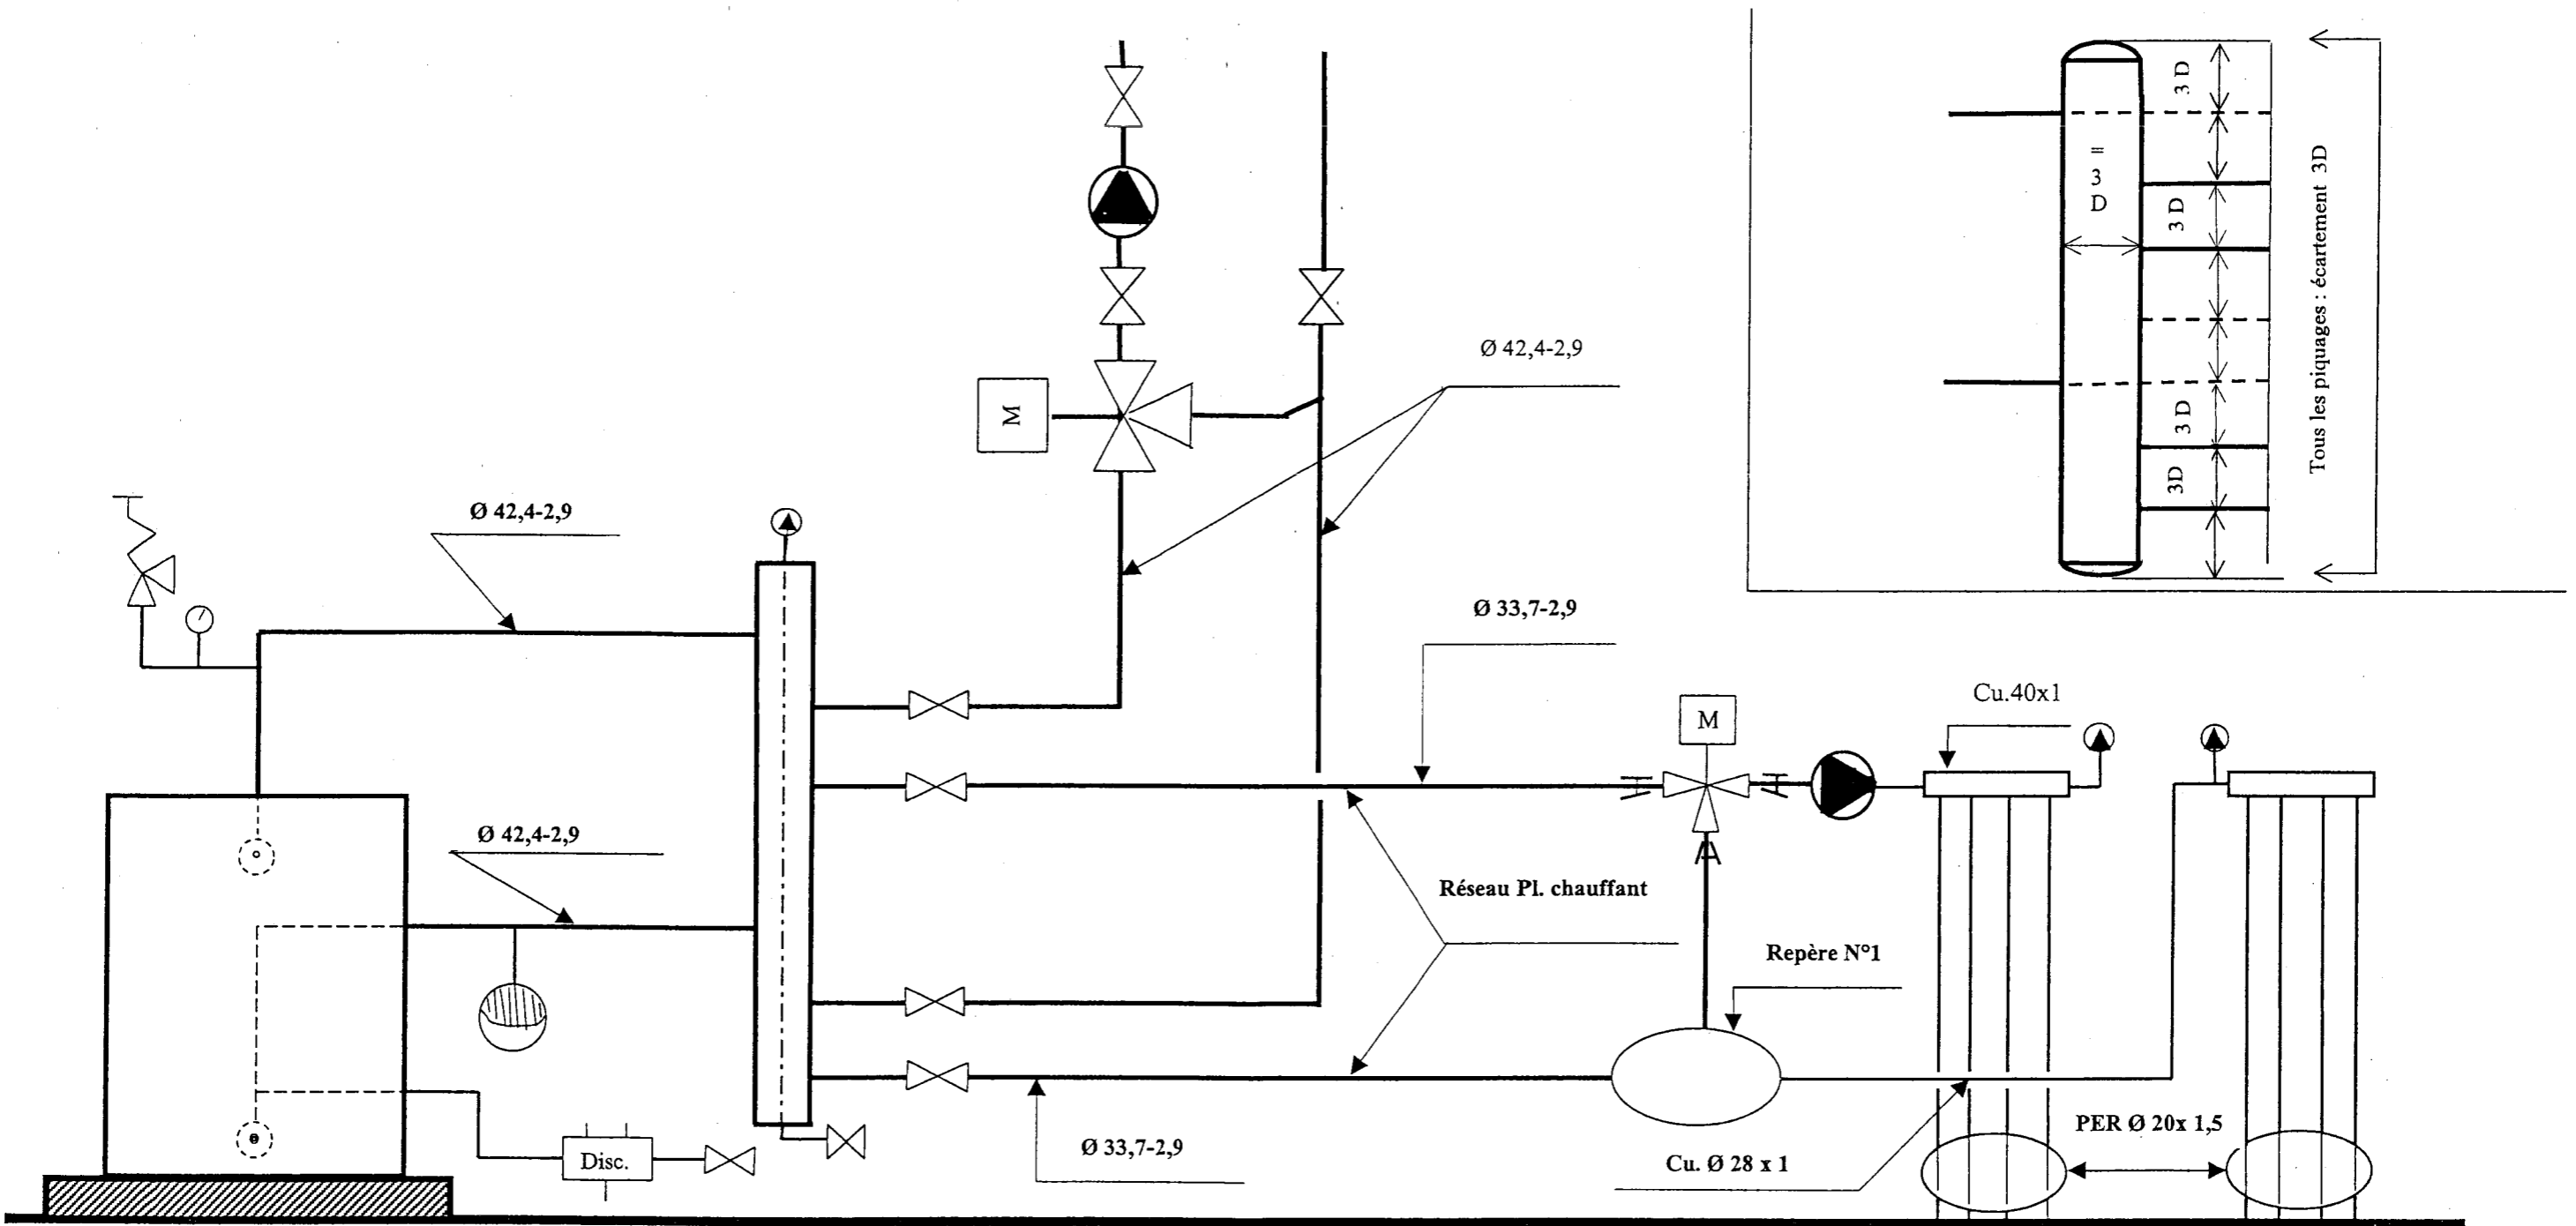 3 D
=
3
D
3 D
3 D
3D
Tous les piquages : écartement 3D
Ø 42,4-2,9
M
Ø 42,4-2,9
Ø 33,7-2,9
Cu.40x1
M
Ø 42,4-2,9
Réseau Pl. chauffant
Repère N°1
PER Ø 20x 1,5
Ø 33,7-2,9
Disc.
Cu. Ø 28 x 1